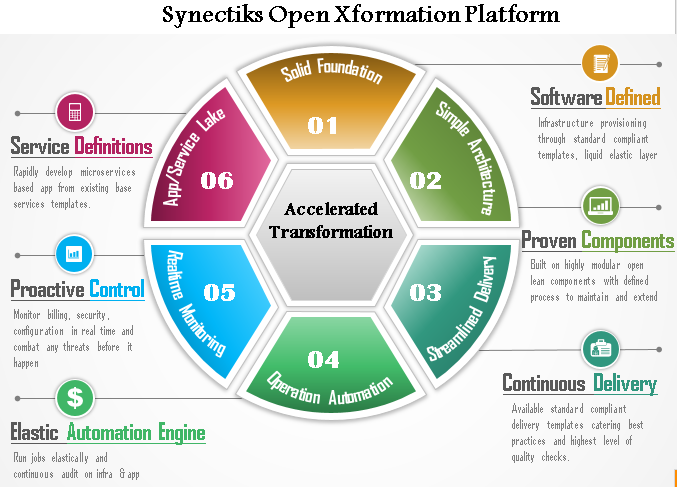 Synectiks Open Xformation Platform
Solid Foundation
01
Simple Architecture
02
Streamlined Delivery
03
Operation Automation
04
Realtime Monitoring
05
App/Service Lake
06
Accelerated
Transformation
Service Definitions
Rapidly develop microservices
based app from existing base
services templates.
Proactive Control
Monitor billing, security,
configuration in real time and
combat any threats before it
happen
$
Elastic Automation Engine
Run jobs elastically and
continuous audit on infra & app
Software Defined
Infrastructure provisioning
through standard compliant
templates, liquid elastic layer
Proven Components
Built on highly modular open
lean components with defined
process to maintain and extend
Continuous Delivery
Available standard compliant
delivery templates catering best
practices and highest level of
quality checks.